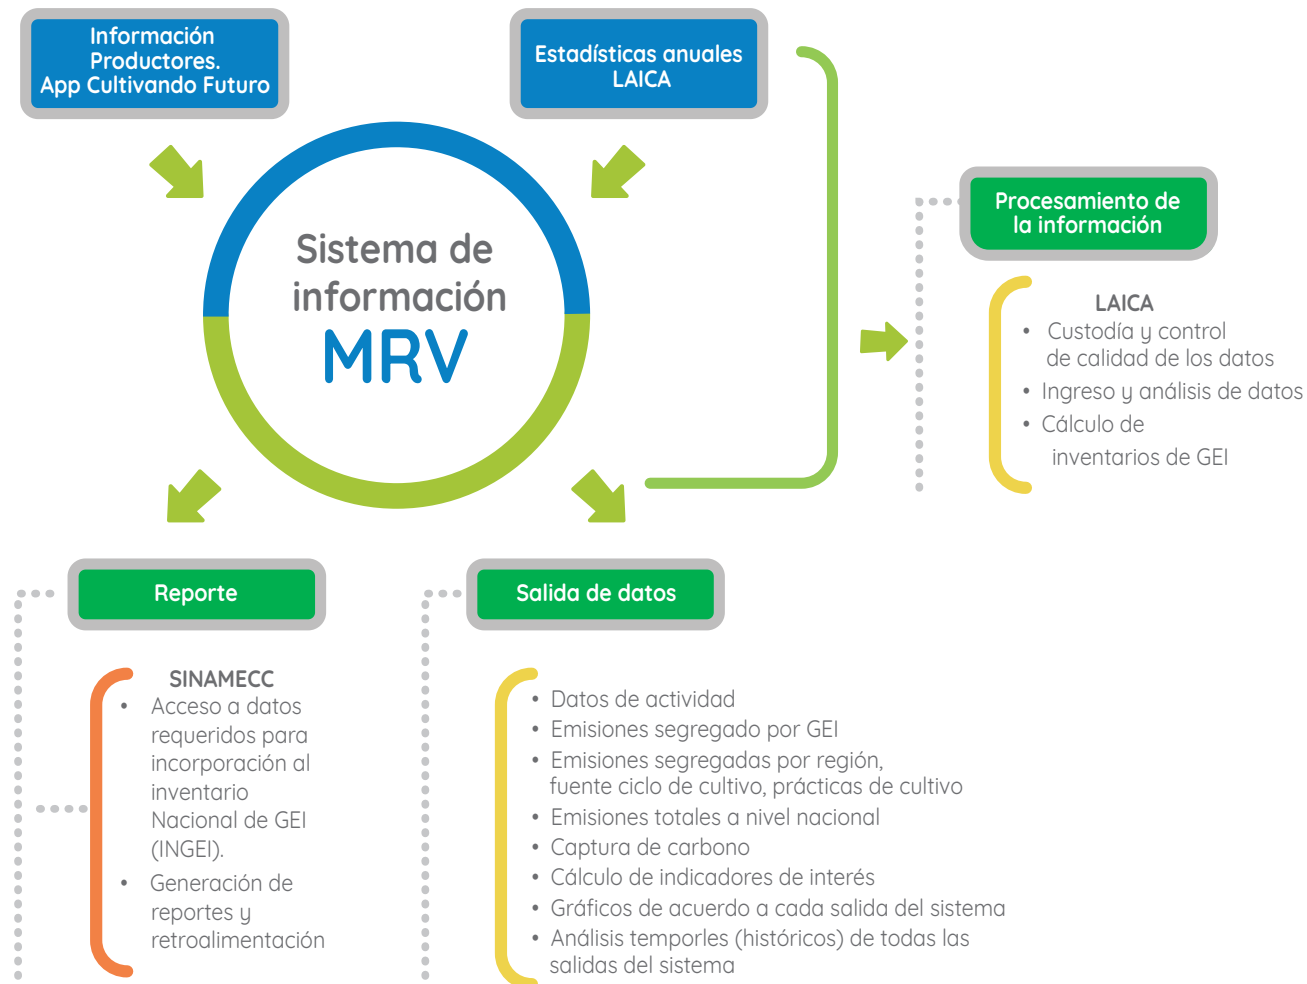 Información
Productores.
App Cultivando Futuro
Estadísticas anuales
LAICA
Sistema de
información
MRV
Procesamiento de
la información
LAICA
• Custodía y control
de calidad de los datos
• Ingreso y análisis de datos
• Cálculo de
inventarios de GEI
Reporte
SINAMECC
• Acceso a datos
requeridos para
incorporación al
inventario
Nacional de GEI
(INGEI).
• Generación de
reportes y
retroalimentación
Salida de datos
• Datos de actividad
• Emisiones segregado por GEI
• Emisiones segregadas por región,
fuente ciclo de cultivo, prácticas de cultivo
• Emisiones totales a nivel nacional
• Captura de carbono
• Cálculo de indicadores de interés
• Gráficos de acuerdo a cada salida del sistema
• Análisis temporles (históricos) de todas las
salidas del sistema